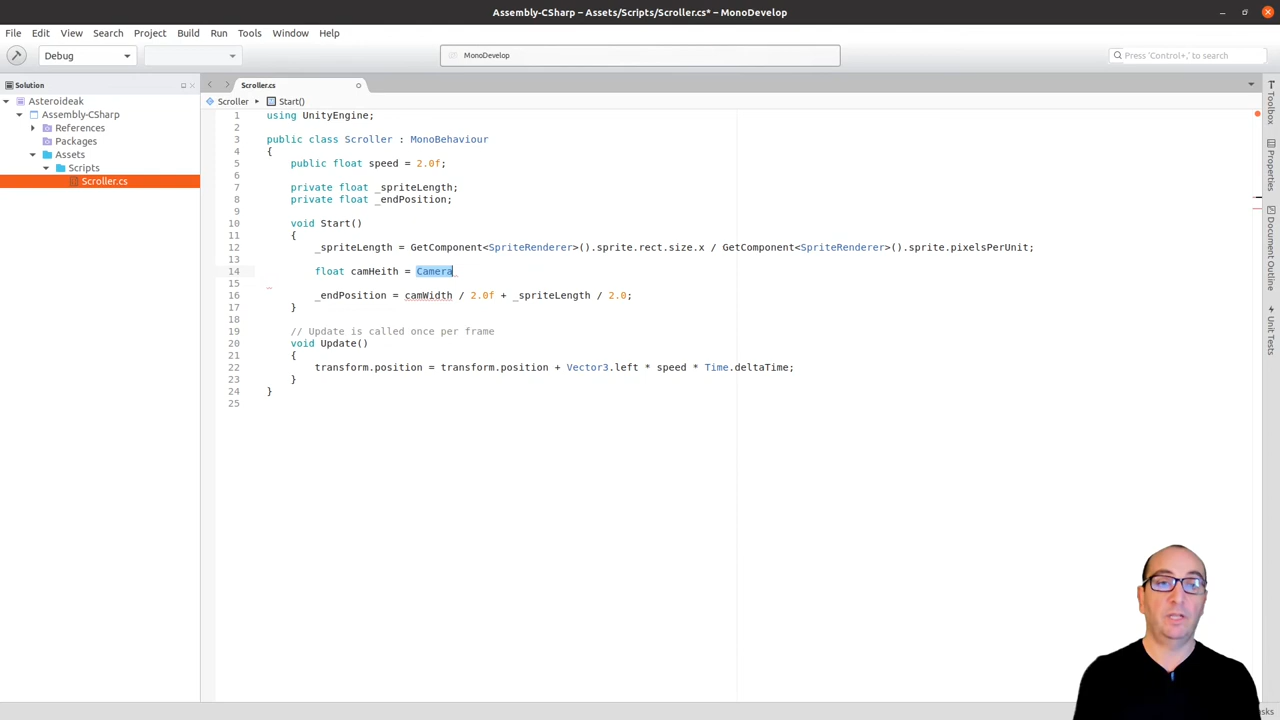 Assembly-CSharp – Assets/Scripts/Scroller.cs* – MonoDevelop
File Edit View Search Project Build Run Tools Window Help
Debug
MonoDevelop
Press 'Control+,' to search
Solution
Asteroideak
Assembly-CSharp
References
Packages
Assets
Scripts
Scroller.cs
Scroller.cs
Scroller Start()
1 using UnityEngine;
2
3 public class Scroller : MonoBehaviour
4 {
5 public float speed = 2.0f;
6
7 private float _spriteLength;
8 private float _endPosition;
9
10 void Start()
11 {
12 _spriteLength = GetComponent<SpriteRenderer>().sprite.rect.size.x / GetComponent<SpriteRenderer>().sprite.pixelsPerUnit;
13
14 float camHeith = Camera
15
16 _endPosition = camWidth / 2.0f + _spriteLength / 2.0;
17 }
18
19 // Update is called once per frame
20 void Update()
21 {
22 transform.position = transform.position + Vector3.left * speed * Time.deltaTime;
23 }
24 }
25
Toolbox
Properties
Document Outline
Unit Tests